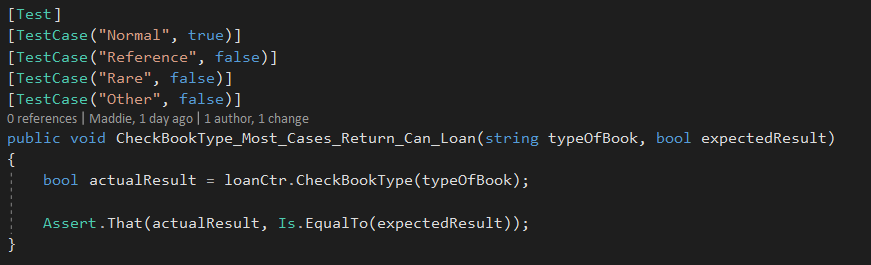 [Test]
[TestCase("Normal", true)]
[TestCase("Reference", false)]
[TestCase("Rare", false)]
[TestCase("Other", false)]
0 references | Maddie, 1 day ago | 1 author, 1 change
public void CheckBookType_Most_Cases_Return_Can_Loan(string typeOfBook, bool expectedResult)
{
    bool actualResult = loanCtr.CheckBookType(typeOfBook);
    Assert.That(actualResult, Is.EqualTo(expectedResult));
}